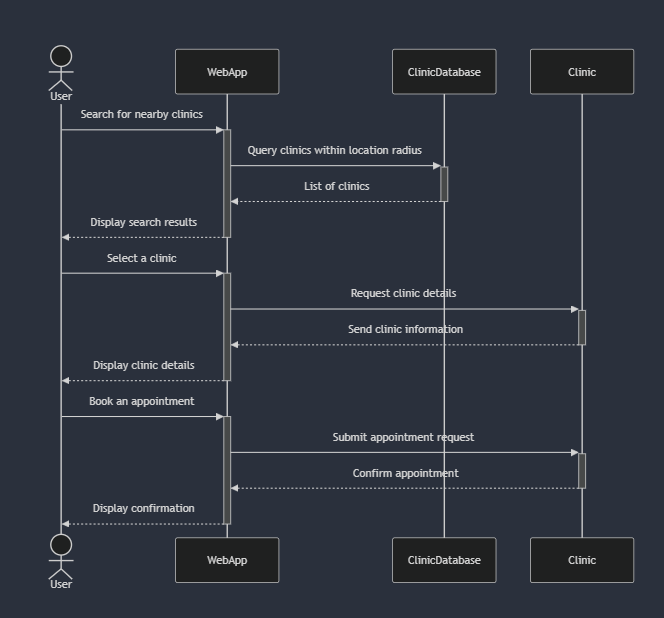 WebApp
ClinicDatabase
Clinic
User
Search for nearby clinics
Query clinics within location radius
List of clinics
Display search results
Select a clinic
Request clinic details
Send clinic information
Display clinic details
Book an appointment
Submit appointment request
Confirm appointment
Display confirmation
WebApp
ClinicDatabase
Clinic
User